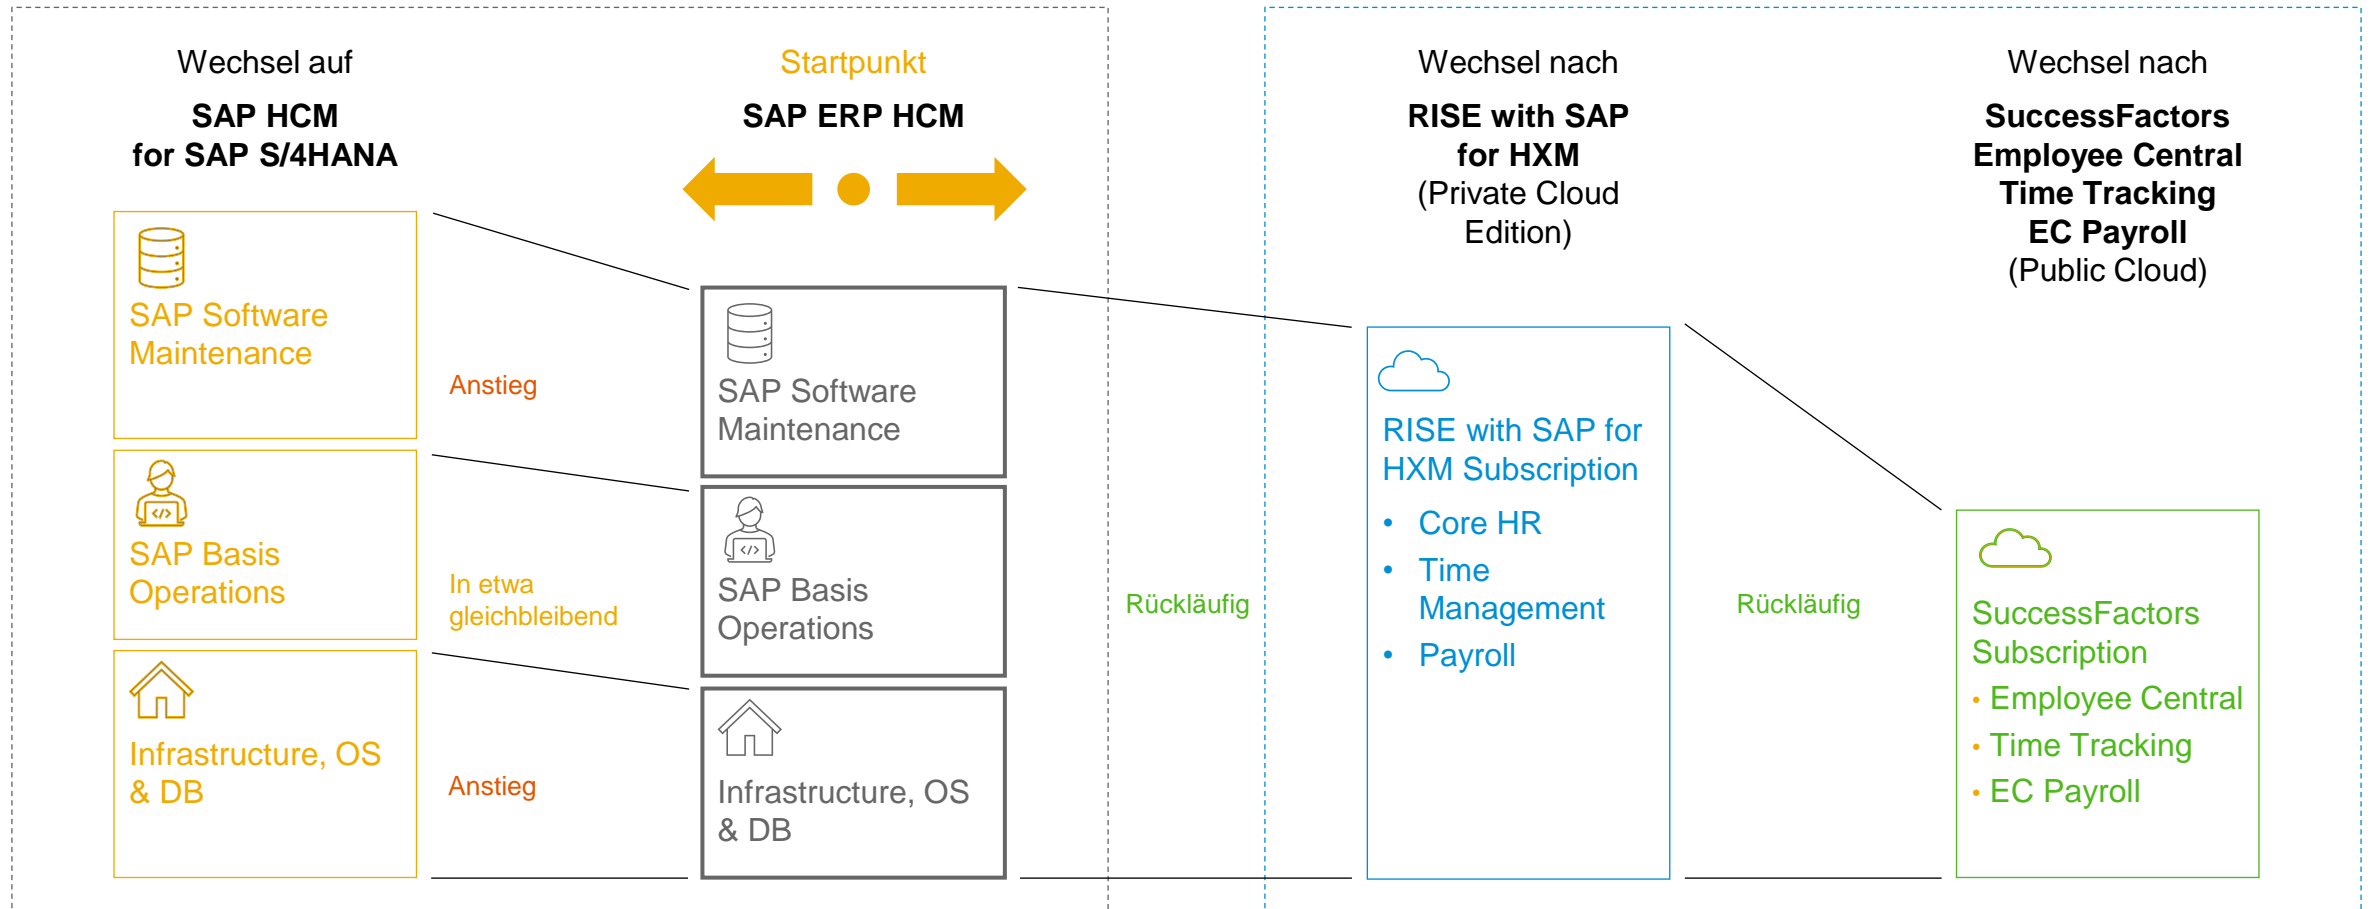 Wechsel auf
SAP HCM
for SAP S/4HANA
SAP Software
Maintenance
SAP Basis
Operations
Infrastructure, OS
& DB
Anstieg
In etwa
gleichbleibend
Anstieg
Startpunkt
SAP ERP HCM
SAP Software
Maintenance
</>
SAP Basis
Operations
</>
Infrastructure, OS
& DB
Rückläufig
Wechsel nach
RISE with SAP
for HXM
(Private Cloud
Edition)
RISE with SAP for
HXM Subscription
• Core HR
• Time
Management
• Payroll
Rückläufig
Wechsel nach
SuccessFactors
Employee Central
Time Tracking
EC Payroll
(Public Cloud)
SuccessFactors
Subscription
• Employee Central
• Time Tracking
• EC Payroll